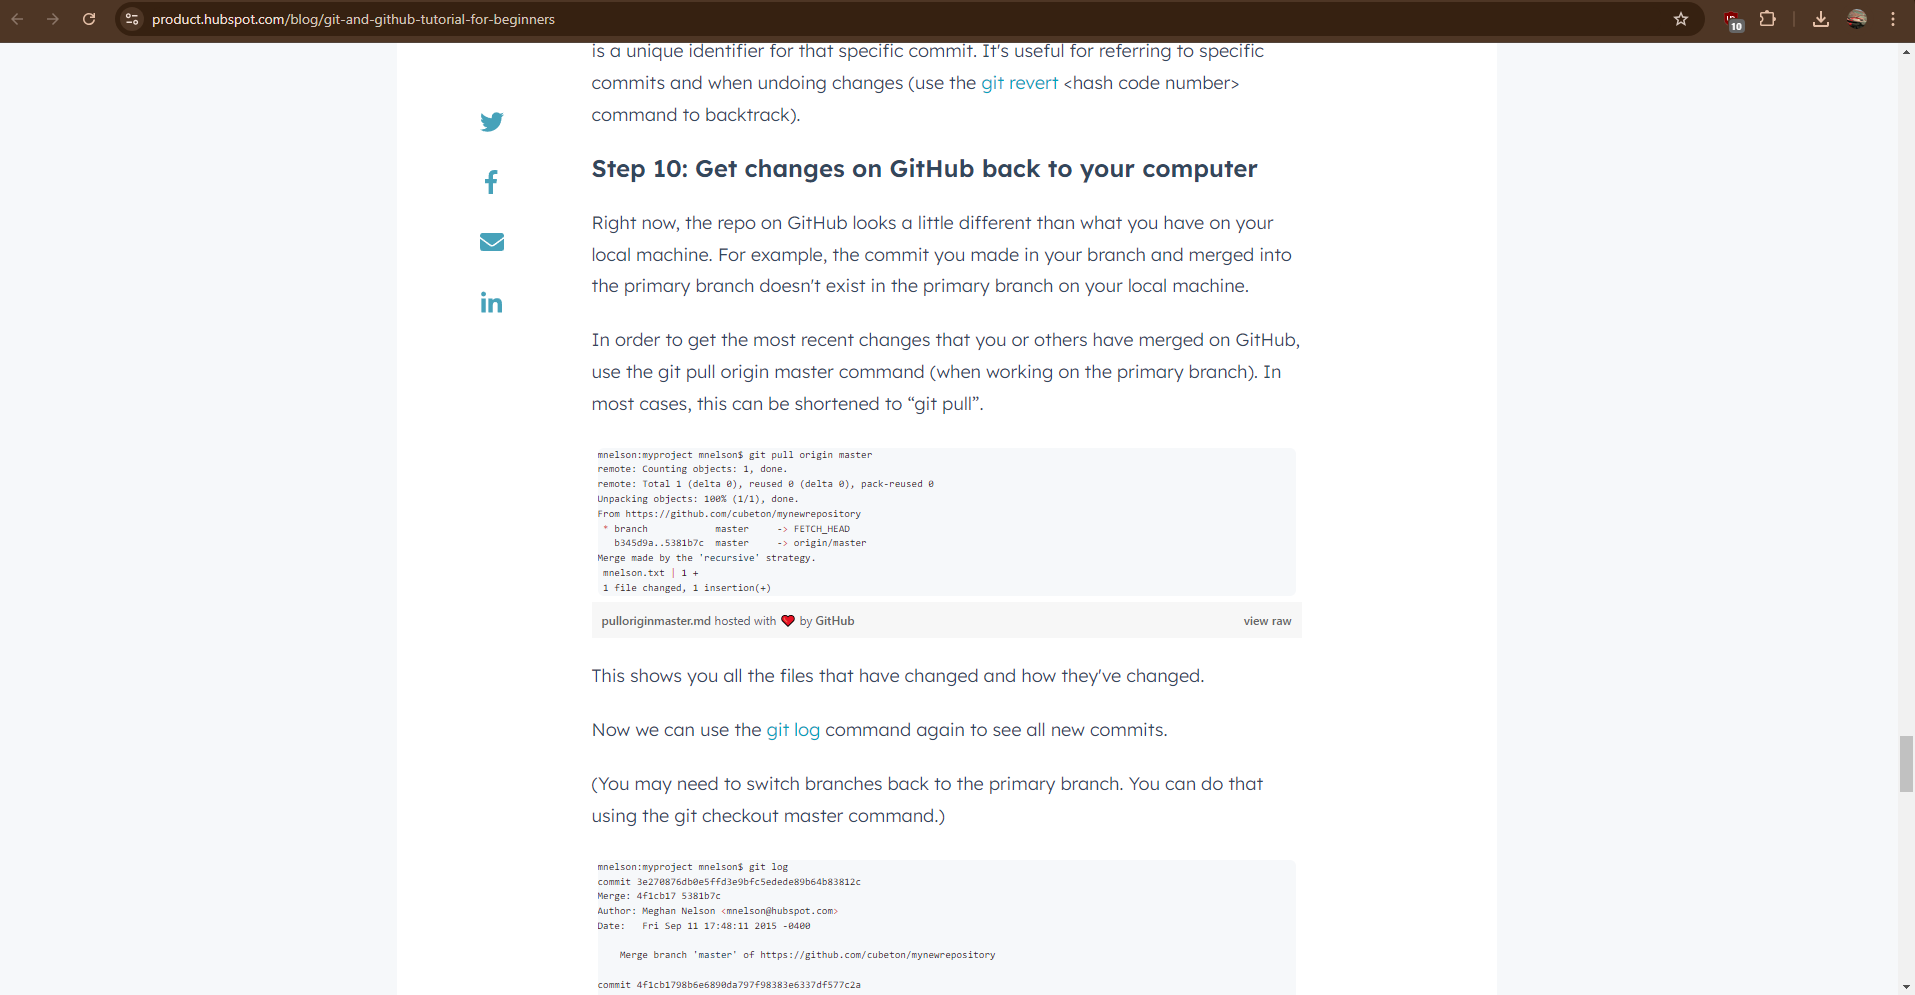 product.hubspot.com/blog/git-and-github-tutorial-for-beginners
10
is a unique identifier for that specific commit. It's useful for referring to specific
commits and when undoing changes (use the git revert <hash code number>
command to backtrack).
Step 10: Get changes on GitHub back to your computer
Right now, the repo on GitHub looks a little different than what you have on your
local machine. For example, the commit you made in your branch and merged into
the primary branch doesn't exist in the primary branch on your local machine.
In order to get the most recent changes that you or others have merged on GitHub,
use the git pull origin master command (when working on the primary branch). In
most cases, this can be shortened to “git pull”.
mnelson:myproject mnelson$ git pull origin master
remote: Counting objects: 1, done.
remote: Total 1 (delta 0), reused 0 (delta 0), pack-reused 0
Unpacking objects: 100% (1/1), done.
From https://github.com/cubeton/mynewrepository
 * branch            master     -> FETCH_HEAD
   b345d9a..5381b7c  master     -> origin/master
Merge made by the 'recursive' strategy.
 mnelson.txt | 1 +
 1 file changed, 1 insertion(+)
pulloriginmaster.md hosted with ❤ by GitHub view raw
This shows you all the files that have changed and how they've changed.
Now we can use the git log command again to see all new commits.
(You may need to switch branches back to the primary branch. You can do that
using the git checkout master command.)
mnelson:myproject mnelson$ git log
commit 3e270876db0e5ffd3e9bfc5edede89b64b83812c
Merge: 4f1cb17 5381b7c
Author: Meghan Nelson <mnelson@hubspot.com>
Date:   Fri Sep 11 17:48:11 2015 -0400
    Merge branch 'master' of https://github.com/cubeton/mynewrepository
commit 4f1cb1798b6e6890da797f98383e6337df577c2a